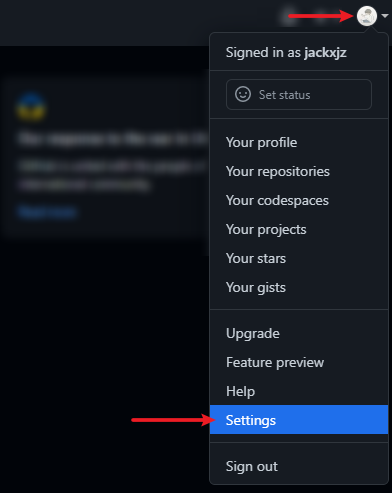 Signed in as jackxjz
Set status
Your profile
Your repositories
Your codespaces
Your projects
Your stars
Your gists
Upgrade
Feature preview
Help
Settings
Sign out